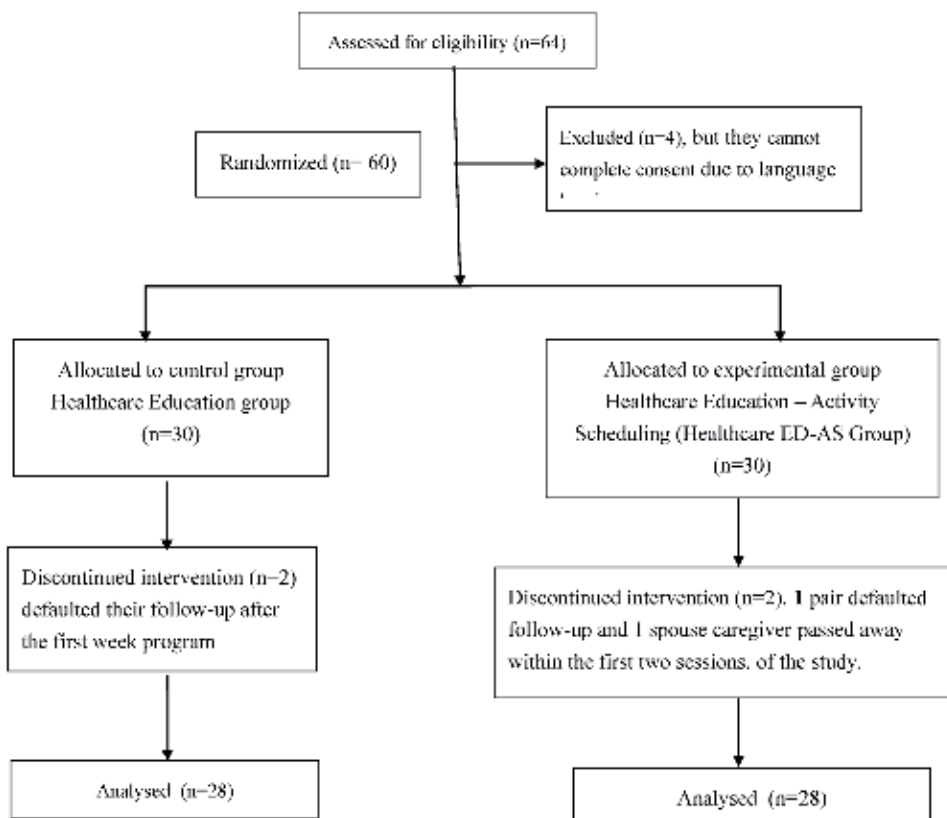 Assessed for eligibility (n=64)
Randomized (n= 60)
Excluded (n=4), but they cannot
complete consent due to language
Allocated to control group
Healthcare Education group
(n=30)
Allocated to experimental group
Healthcare Education – Activity
Scheduling (Healthcare ED-AS Group)
(n=30)
Discontinued intervention (n=2)
defaulted their follow-up after
the first week program
Discontinued intervention (n=2). 1 pair defaulted
follow-up and 1 spouse caregiver passed away
within the first two sessions. of the study.
Analysed (n=28)
Analysed (n=28)